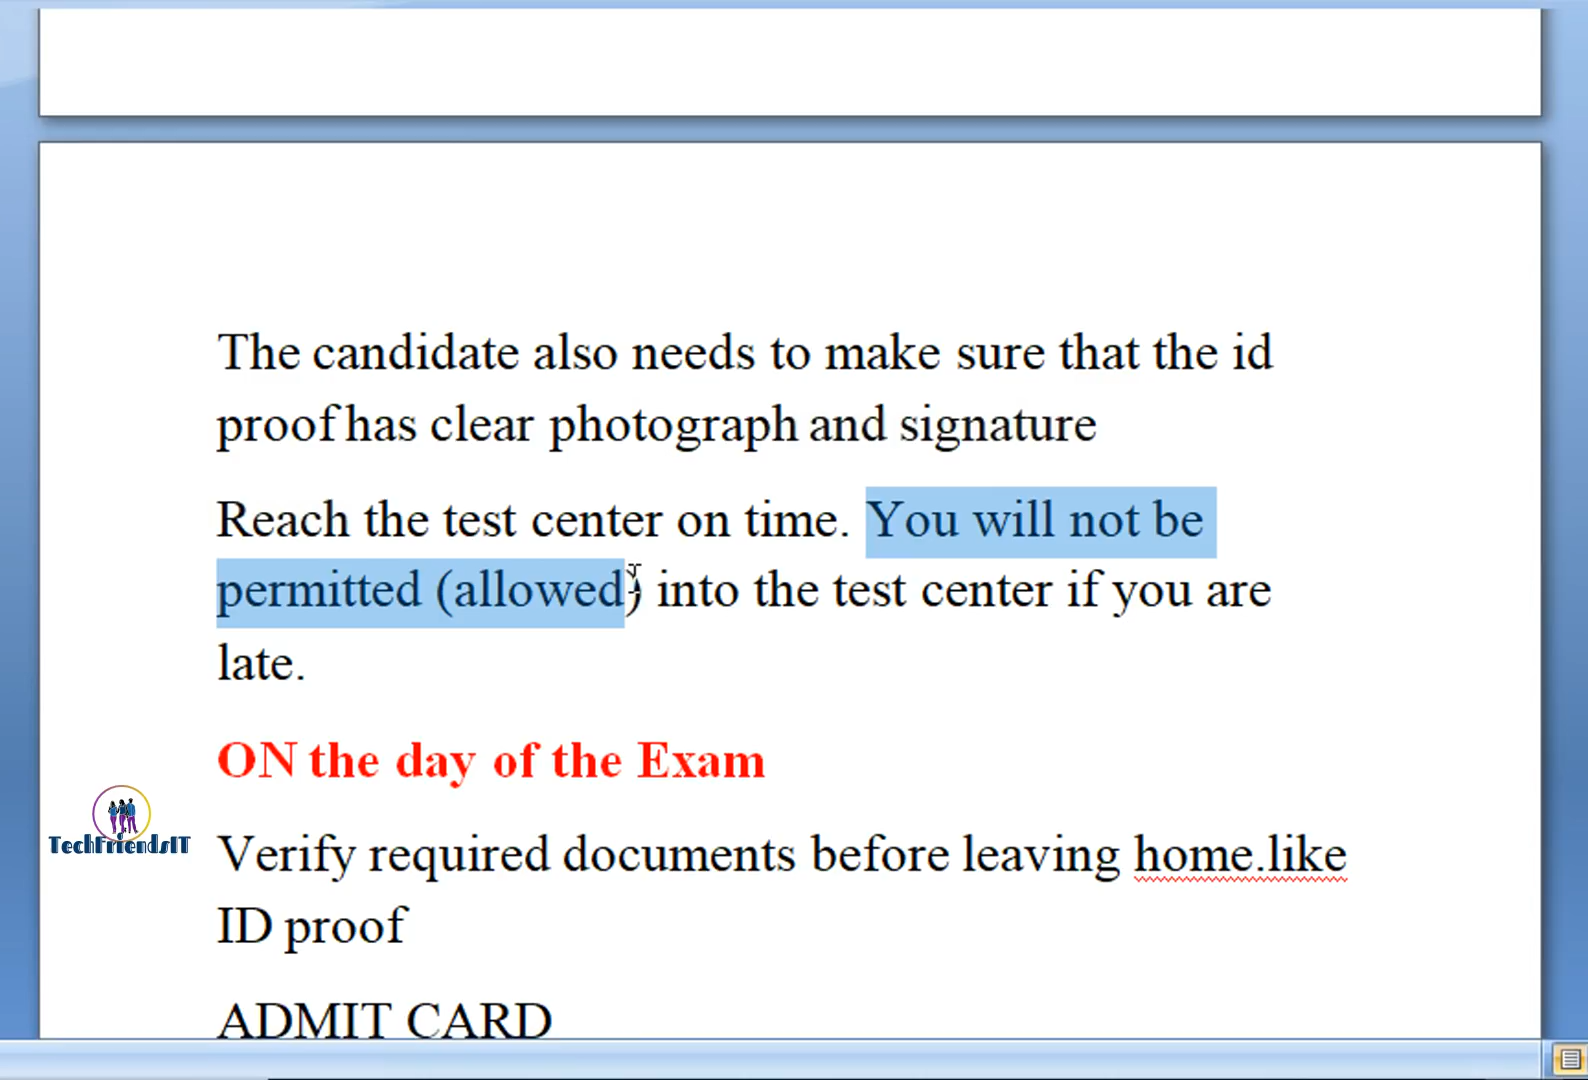 The candidate also needs to make sure that the id
proof has clear photograph and signature
Reach the test center on time. You will not be
permitted (allowed) into the test center if you are
late.
ON the day of the Exam
TechFriendsIT
Verify required documents before leaving home.like
ID proof
ADMIT CARD